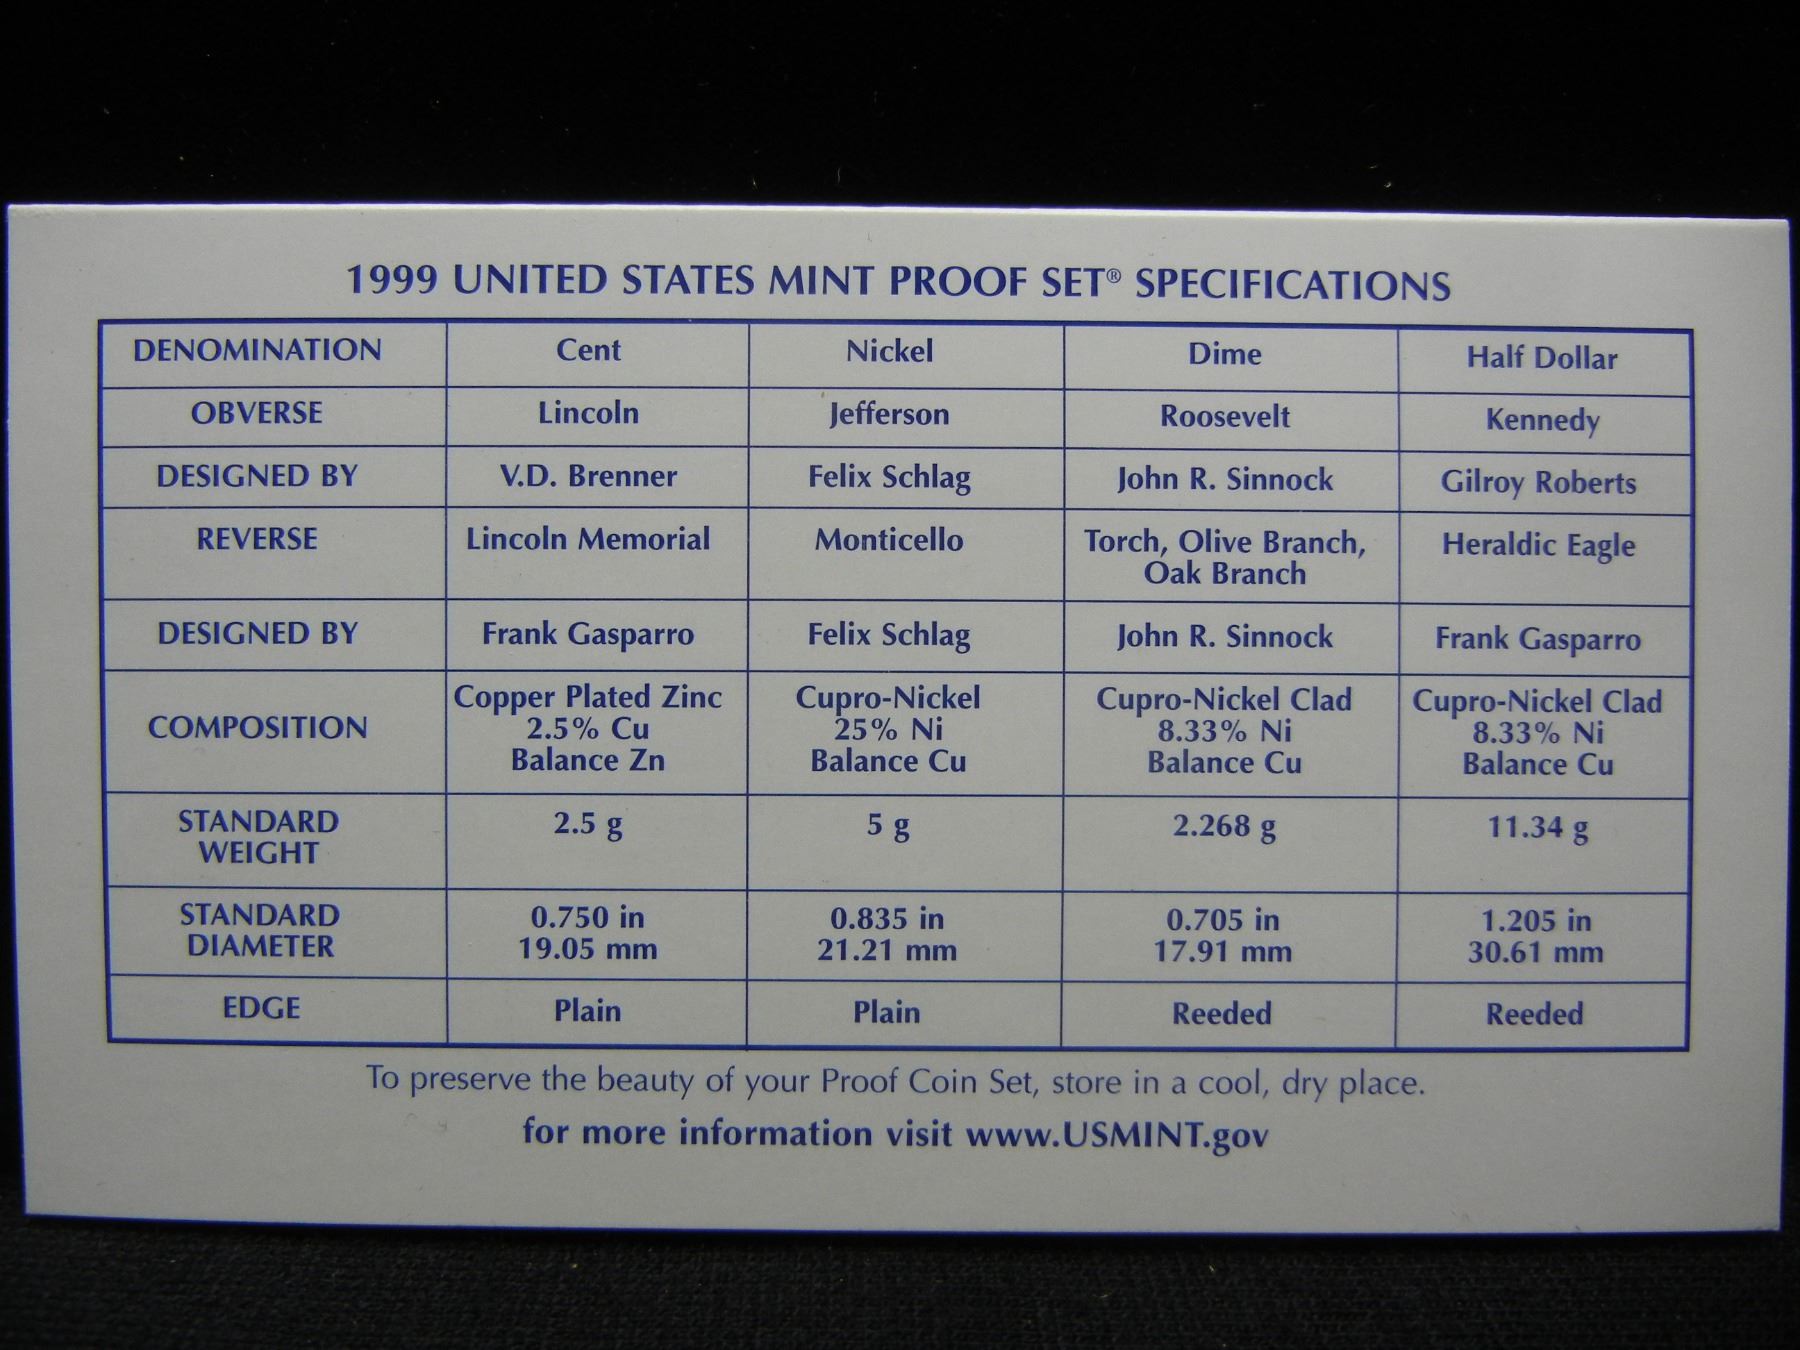 1999 UNITED STATES MINT PROOF SET® SPECIFICATIONS
DENOMINATION Cent Nickel Dime Half Dollar
OBVERSE Lincoln Jefferson Roosevelt Kennedy
DESIGNED BY V.D. Brenner Felix Schlag John R. Sinnock Gilroy Roberts
REVERSE Lincoln Memorial Monticello Torch, Olive Branch, Heraldic Eagle
Oak Branch
DESIGNED BY Frank Gasparro Felix Schlag John R. Sinnock Frank Gasparro
Copper Plated Zinc Cupro-Nickel Cupro-Nickel Clad Cupro-Nickel Clad
COMPOSITION 2.5% Cu 25% Ni 8.33% Ni 8.33% Ni
Balance Zn Balance Cu Balance Cu Balance Cu
STANDARD 2.5 g 5 g 2.268 g 11.34 g
WEIGHT
STANDARD 0.750 in 0.835 in 0.705 in 1.205 in
DIAMETER 19.05 mm 21.21 mm 17.91 mm 30.61 mm
EDGE Plain Plain Reeded Reeded
To preserve the beauty of your Proof Coin Set, store in a cool, dry place.
for more information visit www.USMINT.gov